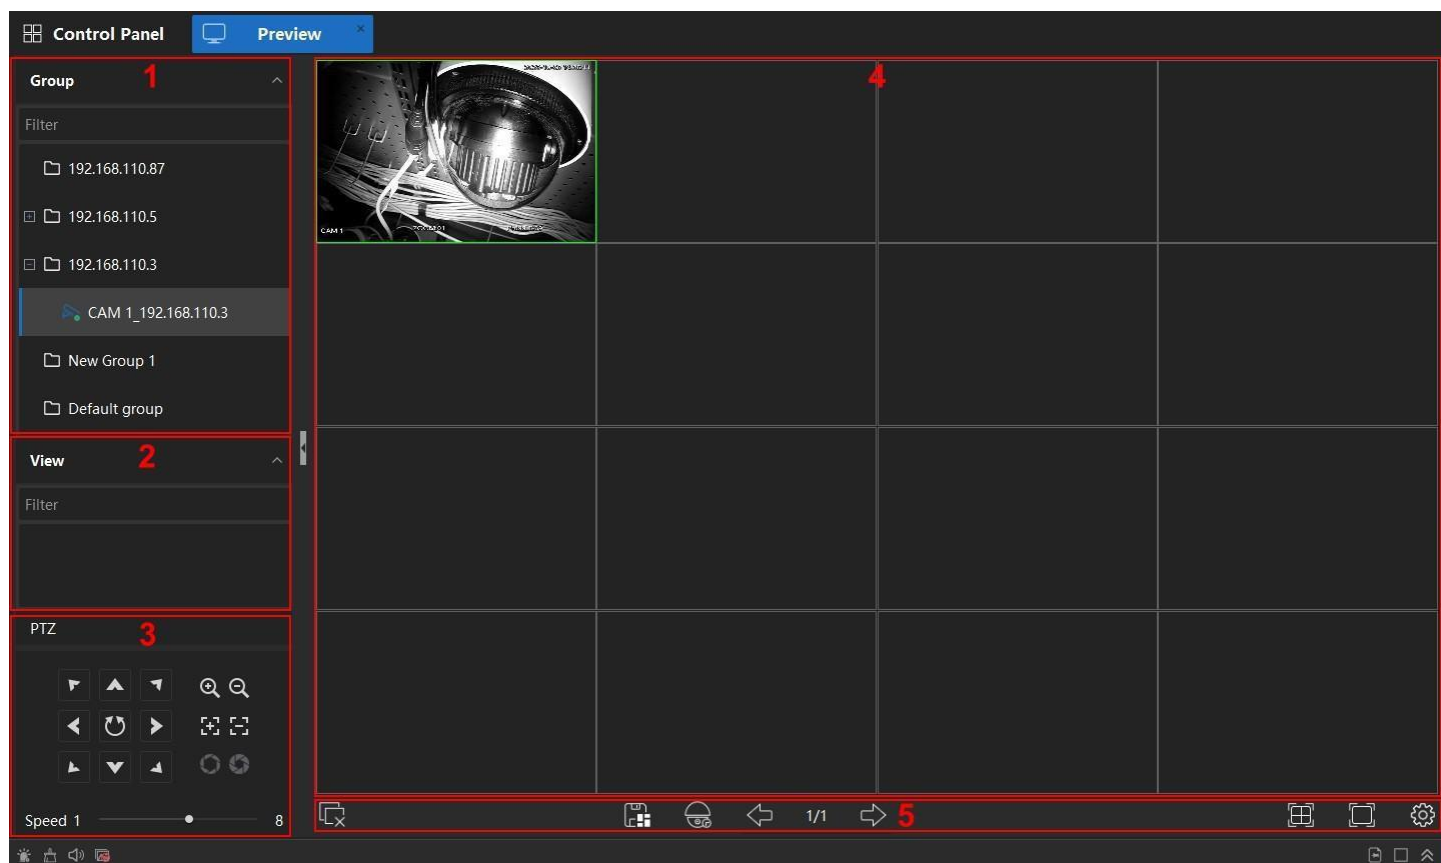 Control Panel
Preview
Group
1
Filter
192.168.110.87
192.168.110.5
192.168.110.3
CAM 1_192.168.110.3
New Group 1
Default group
View
2
Filter
PTZ
3
Speed 1
8
4
CAM 1
1/1
5